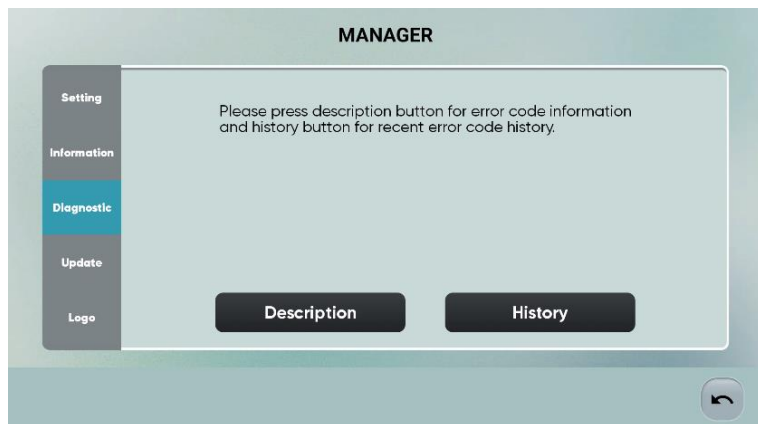 MANAGER
Setting
Information
Diagnostic
Update
Logo
Please press description button for error code information
and history button for recent error code history.
Description
History